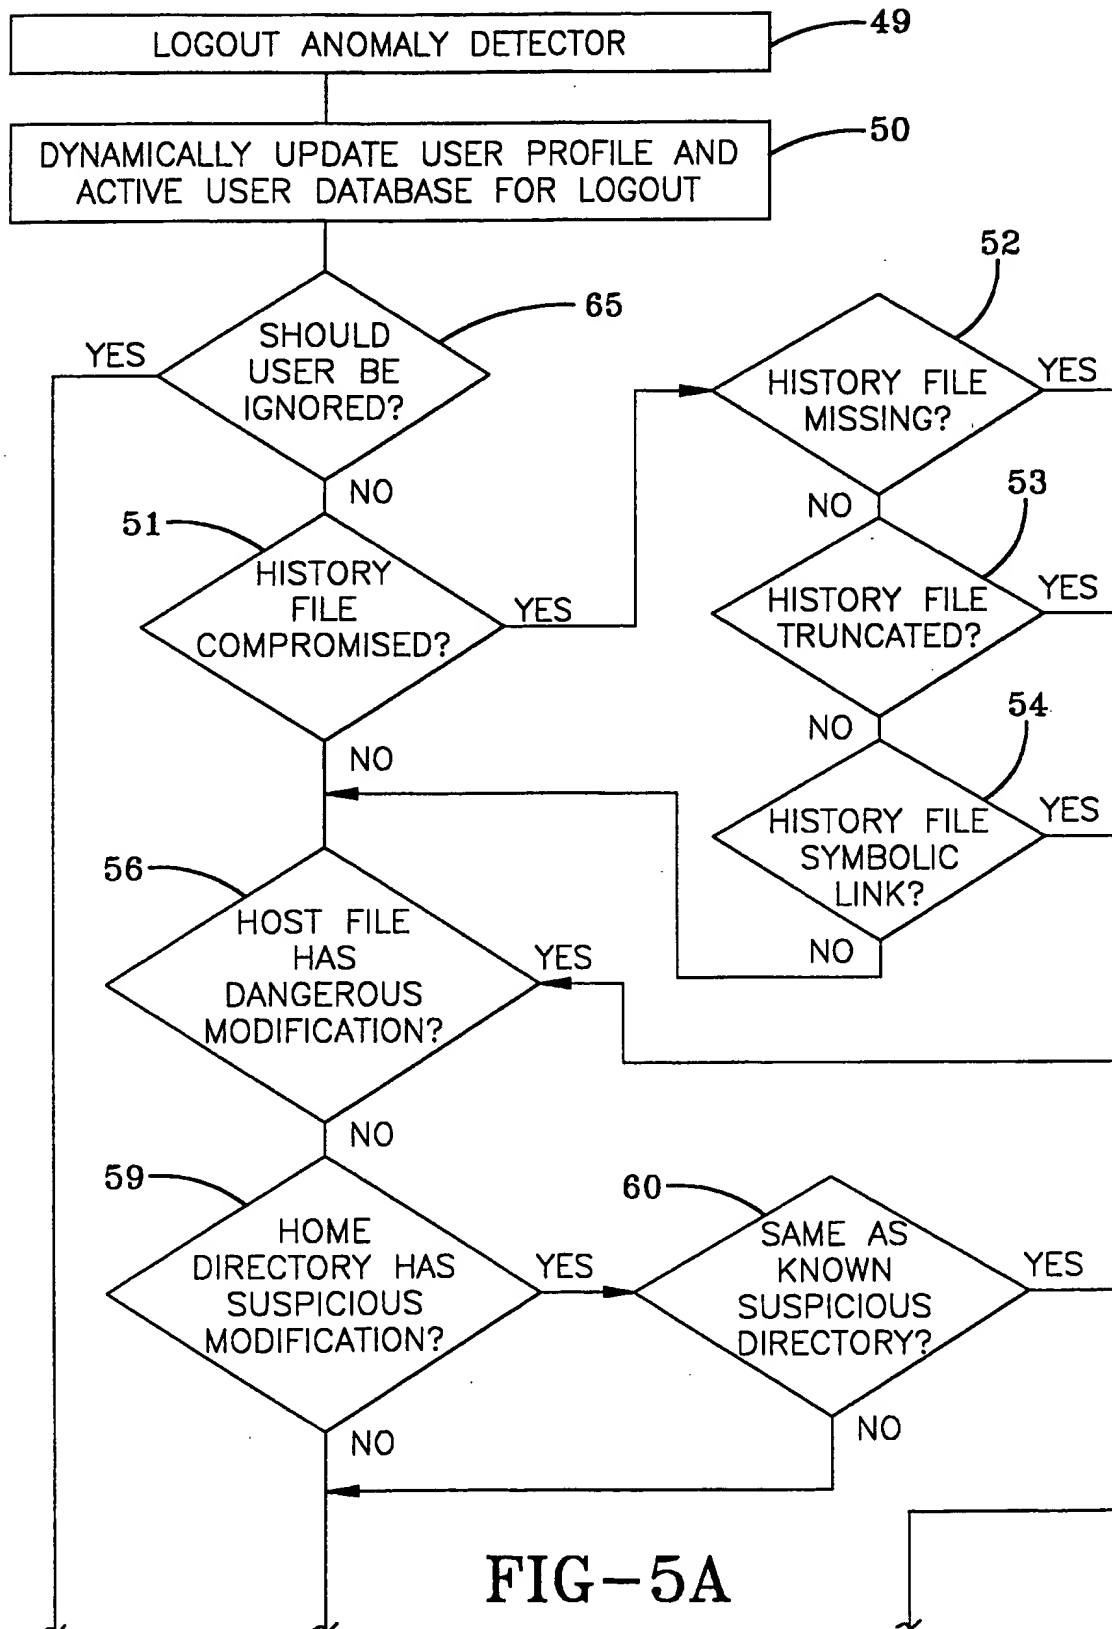 LOGOUT ANOMALY DETECTOR
49
DYNAMICALLY UPDATE USER PROFILE AND
ACTIVE USER DATABASE FOR LOGOUT
50
SHOULD
USER BE
IGNORED?
65
YES
NO
51
HISTORY
FILE
COMPROMISED?
YES
NO
52
HISTORY FILE
MISSING?
YES
NO
53
HISTORY FILE
TRUNCATED?
YES
NO
54
HISTORY FILE
SYMBOLIC
LINK?
YES
NO
56
HOST FILE
HAS
DANGEROUS
MODIFICATION?
YES
NO
59
HOME
DIRECTORY HAS
SUSPICIOUS
MODIFICATION?
YES
NO
60
SAME AS
KNOWN
SUSPICIOUS
DIRECTORY?
YES
NO
FIG-5A